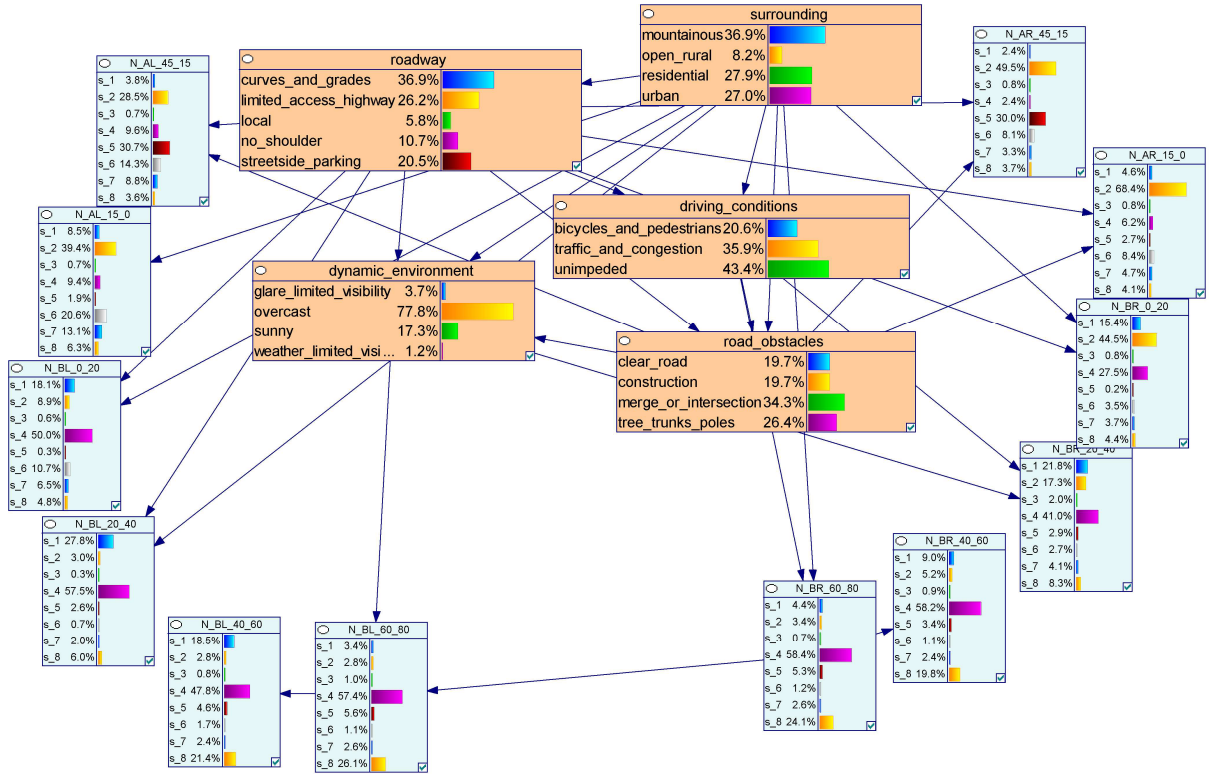 surrounding
mountainous 36.9%
open_rural 8.2%
residential 27.9%
urban 27.0%
roadway
curves_and_grades 36.9%
limited_access_highway 26.2%
local 5.8%
no_shoulder 10.7%
streetside_parking 20.5%
N_AL_45_15
s_1 3.8%
s_2 28.5%
s_3 0.7%
s_4 9.6%
s_5 30.7%
s_6 14.3%
s_7 8.8%
s_8 3.6%
N_AR_45_15
s_1 2.4%
s_2 49.5%
s_3 0.8%
s_4 2.4%
s_5 30.0%
s_6 8.1%
s_7 3.3%
s_8 3.7%
N_AR_15_0
s_1 4.6%
s_2 68.4%
s_3 0.8%
s_4 6.2%
s_5 2.7%
s_6 8.4%
s_7 4.7%
s_8 4.1%
driving_conditions
bicycles_and_pedestrians 20.6%
traffic_and_congestion 35.9%
unimpeded 43.4%
N_AL_15_0
s_1 8.5%
s_2 39.4%
s_3 0.7%
s_4 9.4%
s_5 1.9%
s_6 20.6%
s_7 13.1%
s_8 6.3%
dynamic_environment
glare_limited_visibility 3.7%
overcast 77.8%
sunny 17.3%
weather_limited_visi ... 1.2%
N_BR_0_20
s_1 15.4%
s_2 44.5%
s_3 0.8%
s_4 27.5%
s_5 0.2%
s_6 3.5%
s_7 3.7%
s_8 4.4%
road_obstacles
clear_road 19.7%
construction 19.7%
merge_or_intersection 34.3%
tree_trunks_poles 26.4%
N_BL_0_20
s_1 18.1%
s_2 8.9%
s_3 0.6%
s_4 50.0%
s_5 0.3%
s_6 10.7%
s_7 6.5%
s_8 4.8%
N_BR_20_40
s_1 21.8%
s_2 17.3%
s_3 2.0%
s_4 41.0%
s_5 2.9%
s_6 2.7%
s_7 4.1%
s_8 8.3%
N_BL_20_40
s_1 27.8%
s_2 3.0%
s_3 0.3%
s_4 57.5%
s_5 2.6%
s_6 0.7%
s_7 2.0%
s_8 6.0%
N_BR_40_60
s_1 9.0%
s_2 5.2%
s_3 0.9%
s_4 58.2%
s_5 3.4%
s_6 1.1%
s_7 2.4%
s_8 19.8%
N_BR_60_80
s_1 4.4%
s_2 3.4%
s_3 0.7%
s_4 58.4%
s_5 5.3%
s_6 1.2%
s_7 2.6%
s_8 24.1%
N_BL_40_60
s_1 18.5%
s_2 2.8%
s_3 0.8%
s_4 47.8%
s_5 4.6%
s_6 1.7%
s_7 2.4%
s_8 21.4%
N_BL_60_80
s_1 3.4%
s_2 2.8%
s_3 1.0%
s_4 57.4%
s_5 5.6%
s_6 1.1%
s_7 2.6%
s_8 26.1%